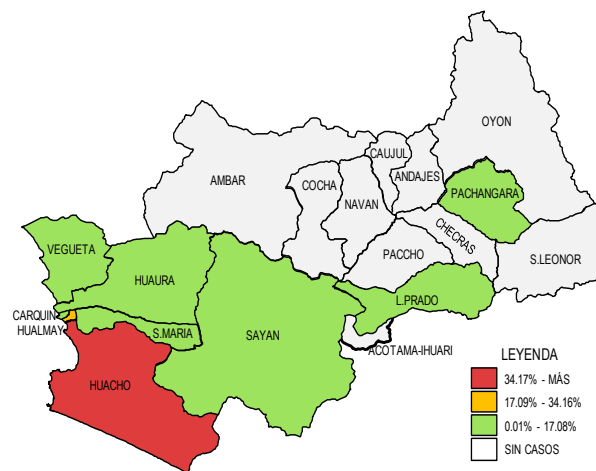 OYON
CAUJUL
AMBAR
COCHA
ANDAJES
PACHANGARA
NAVAN
CHECRAS
VEGUETA
PACCHO
S.LEONOR
HUAURA
L.PRADO
CARQUIN
HUALMAY
S.MARIA
SAYAN
ACOTAMA-IHUARI
HUACHO
LEYENDA
34.17% - MÁS
17.09% - 34.16%
0.01% - 17.08%
SIN CASOS